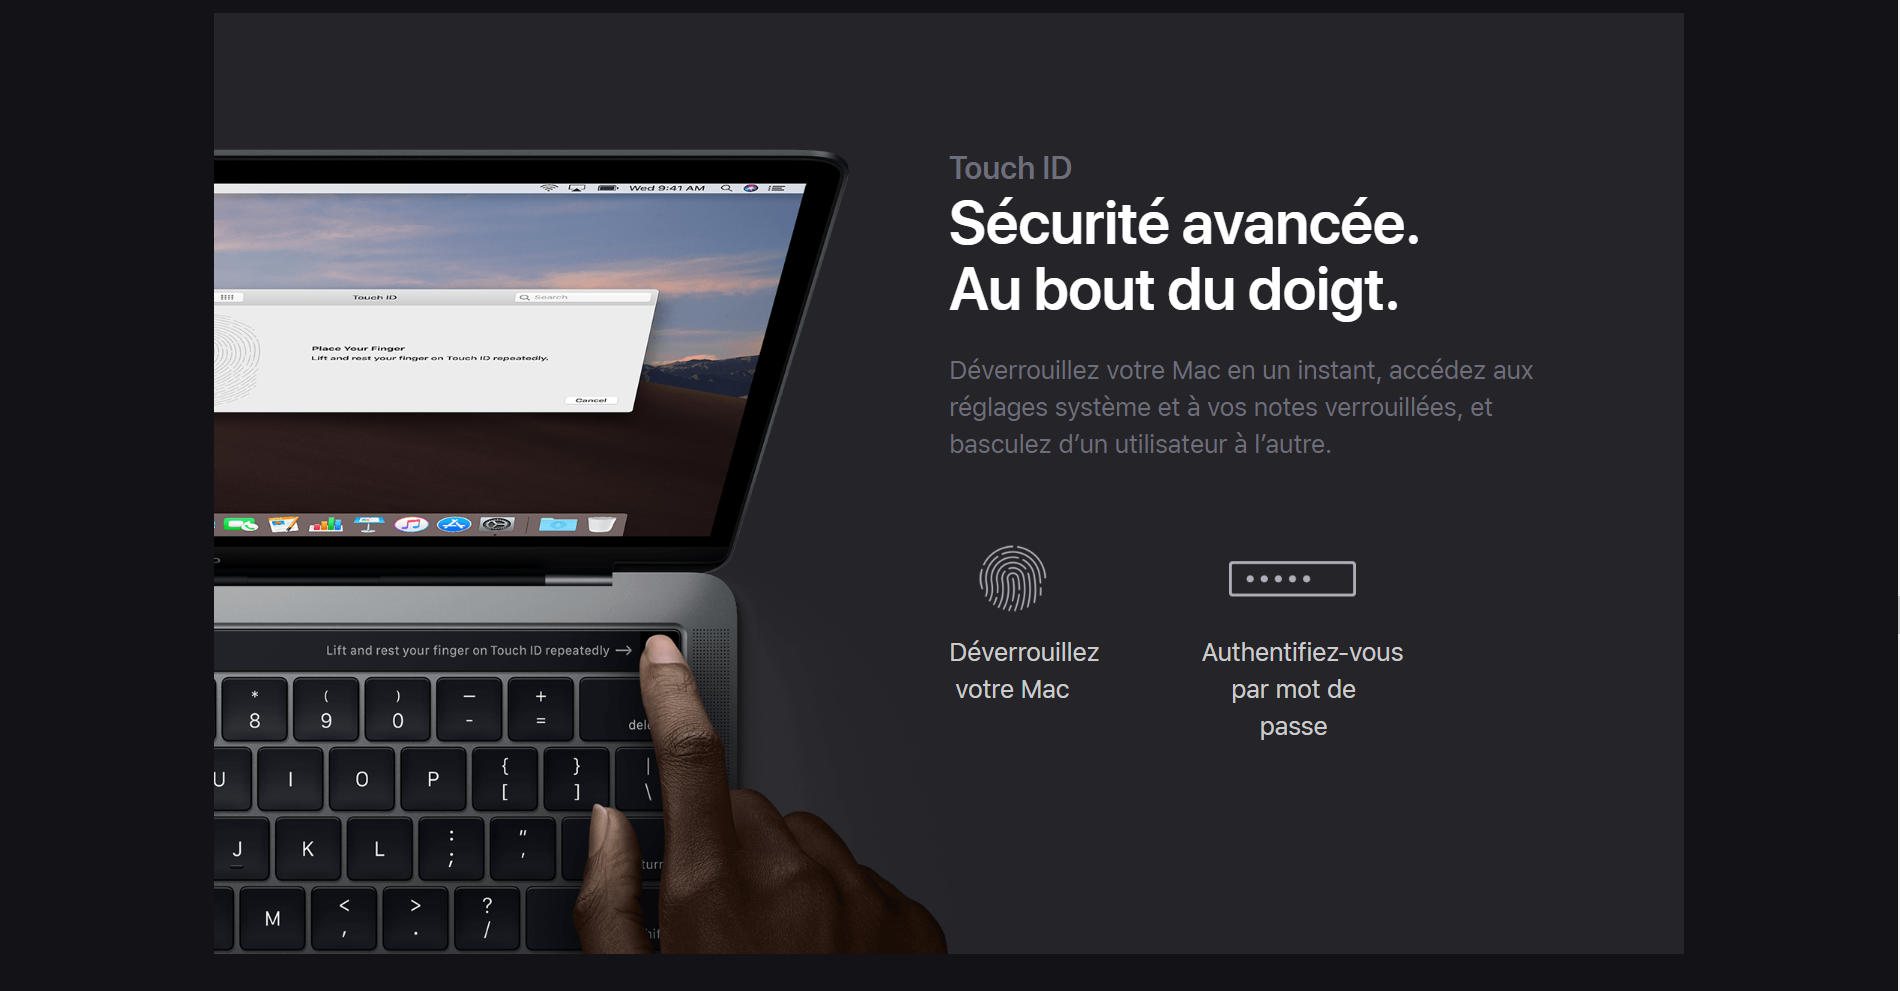 Wed 9:41 AM
Touch ID
Search
Place Your Finger
Lift and rest your finger on Touch ID repeatedly.
Cancel
Lift and rest your finger on Touch ID repeatedly →
* ( ) — +
8 9 0 - =
U I O P { [ } ] | \
J K L : ; " '
M < , > . ? /
Touch ID
Sécurité avancée.
Au bout du doigt.
Déverrouillez votre Mac en un instant, accédez aux
réglages système et à vos notes verrouillées, et
basculez d’un utilisateur à l’autre.
Déverrouillez
votre Mac
Authentifiez-vous
par mot de
passe